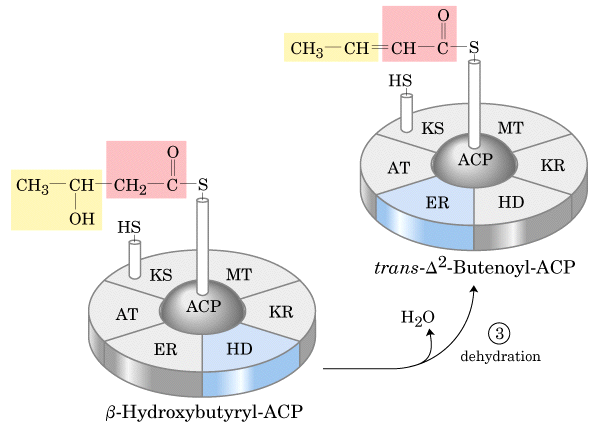 O
CH₃—CH=CH—C—S
HS
KS MT
AT ACP KR
ER HD
trans-Δ²-Butenoyl-ACP
O
CH₃—CH—CH₂—C—S
OH
HS
KS MT
AT ACP KR
ER HD
β-Hydroxybutyryl-ACP
H₂O
3
dehydration